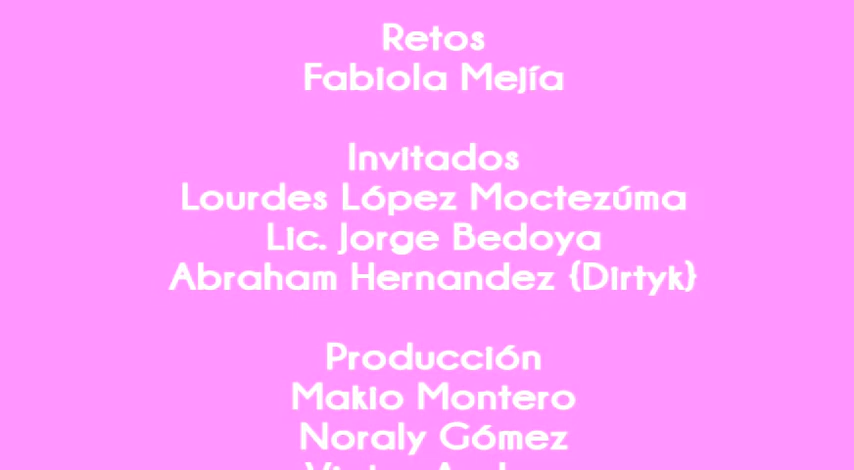 Retos
Fabiola Mejía
Invitados
Lourdes López Moctezúma
Lic. Jorge Bedoya
Abraham Hernandez {Dirtyk}
Producción
Makio Montero
Noraly Gómez